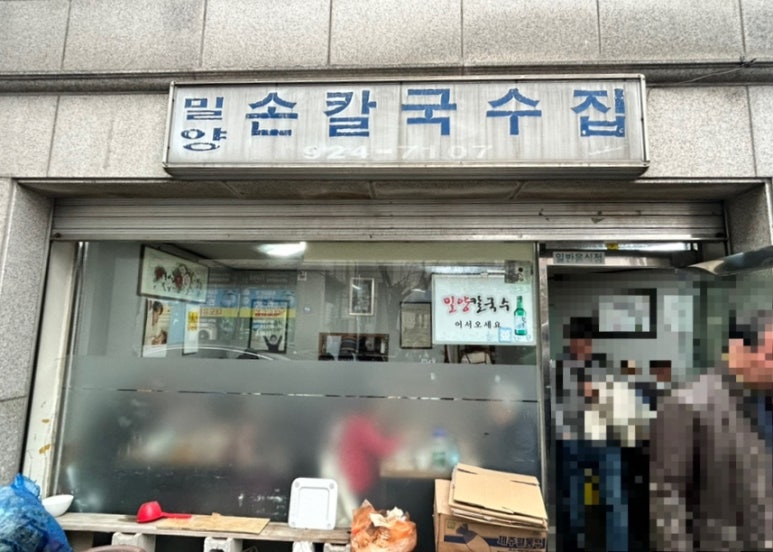 밀양 손칼국수집
924-7107
일반음식점
밀양칼국수
어서오세요